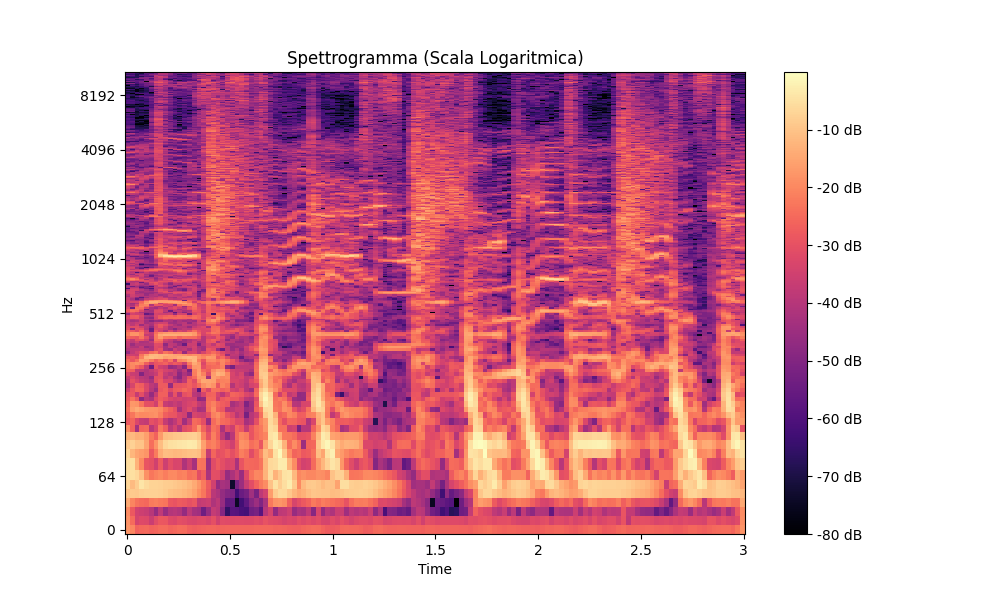 Spettrogramma (Scala Logaritmica)
Hz
8192
4096
2048
1024
512
256
128
64
0
0
0.5
1
1.5
2
2.5
3
Time
-10 dB
-20 dB
-30 dB
-40 dB
-50 dB
-60 dB
-70 dB
-80 dB